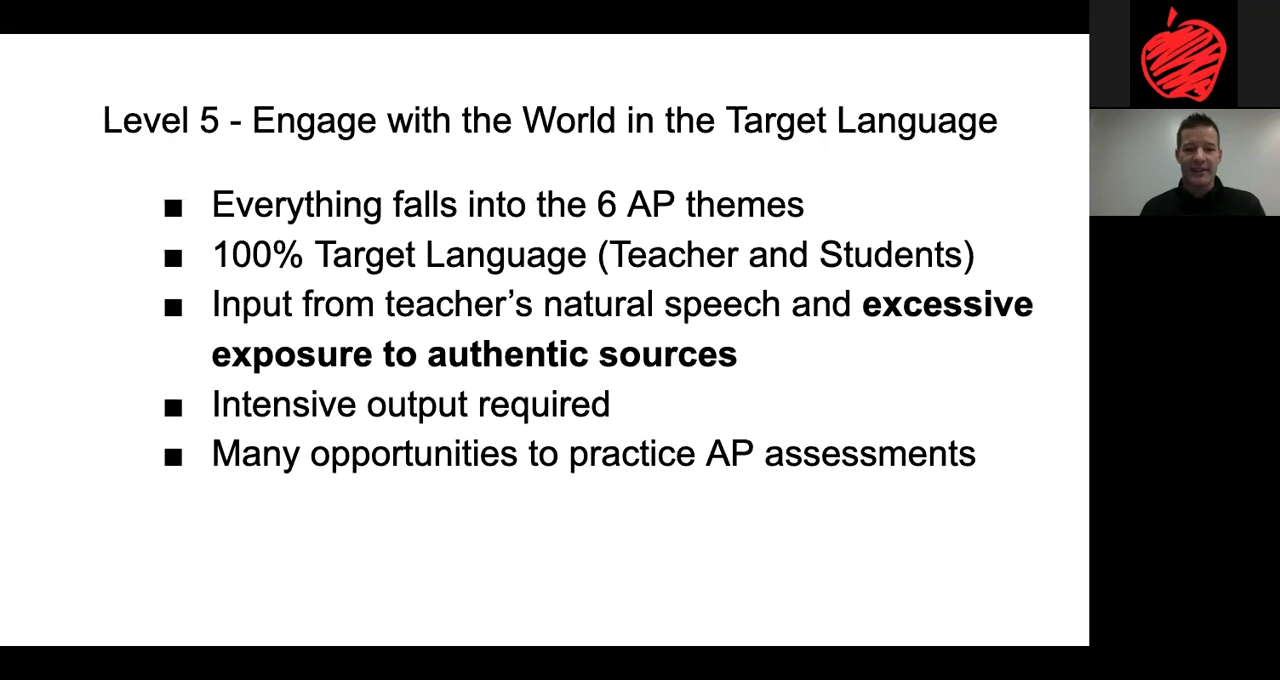 Level 5 - Engage with the World in the Target Language
■ Everything falls into the 6 AP themes
■ 100% Target Language (Teacher and Students)
■ Input from teacher’s natural speech and excessive
exposure to authentic sources
■ Intensive output required
■ Many opportunities to practice AP assessments